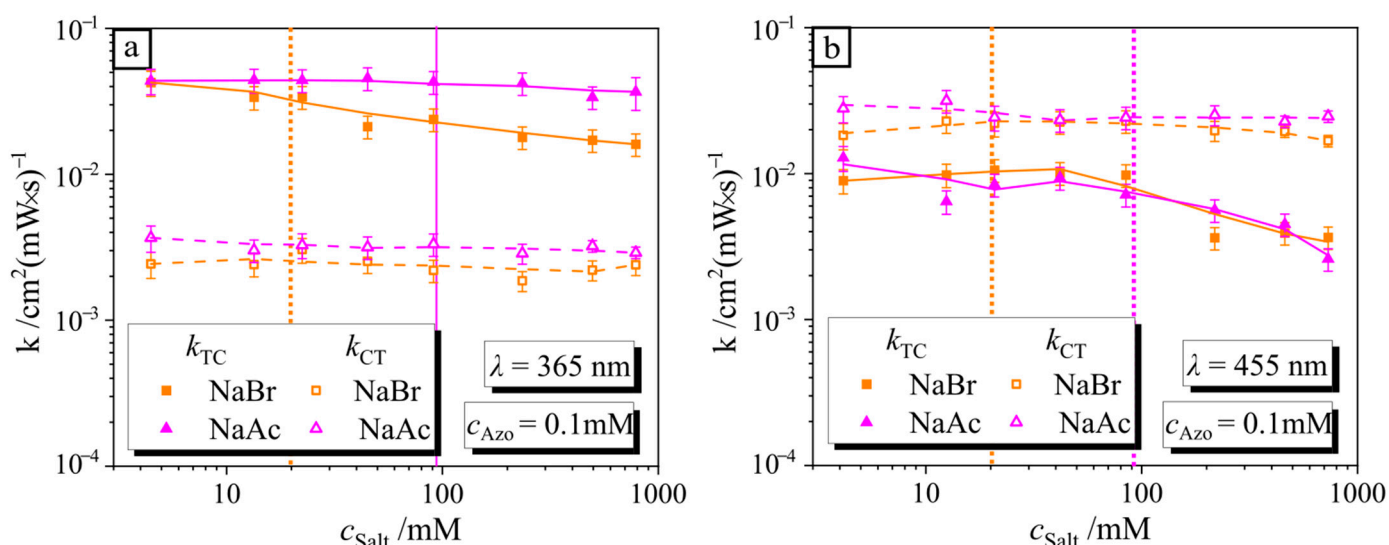 a
k /cm²(mW×s)⁻¹
10⁻¹
10⁻²
10⁻³
10⁻⁴
k_TC k_CT
NaBr NaBr
NaAc NaAc
λ = 365 nm
c_Azo = 0.1mM
10 100 1000
c_Salt /mM
b
k /cm²(mW×s)⁻¹
10⁻¹
10⁻²
10⁻³
10⁻⁴
k_TC k_CT
NaBr NaBr
NaAc NaAc
λ = 455 nm
c_Azo = 0.1mM
10 100 1000
c_Salt /mM